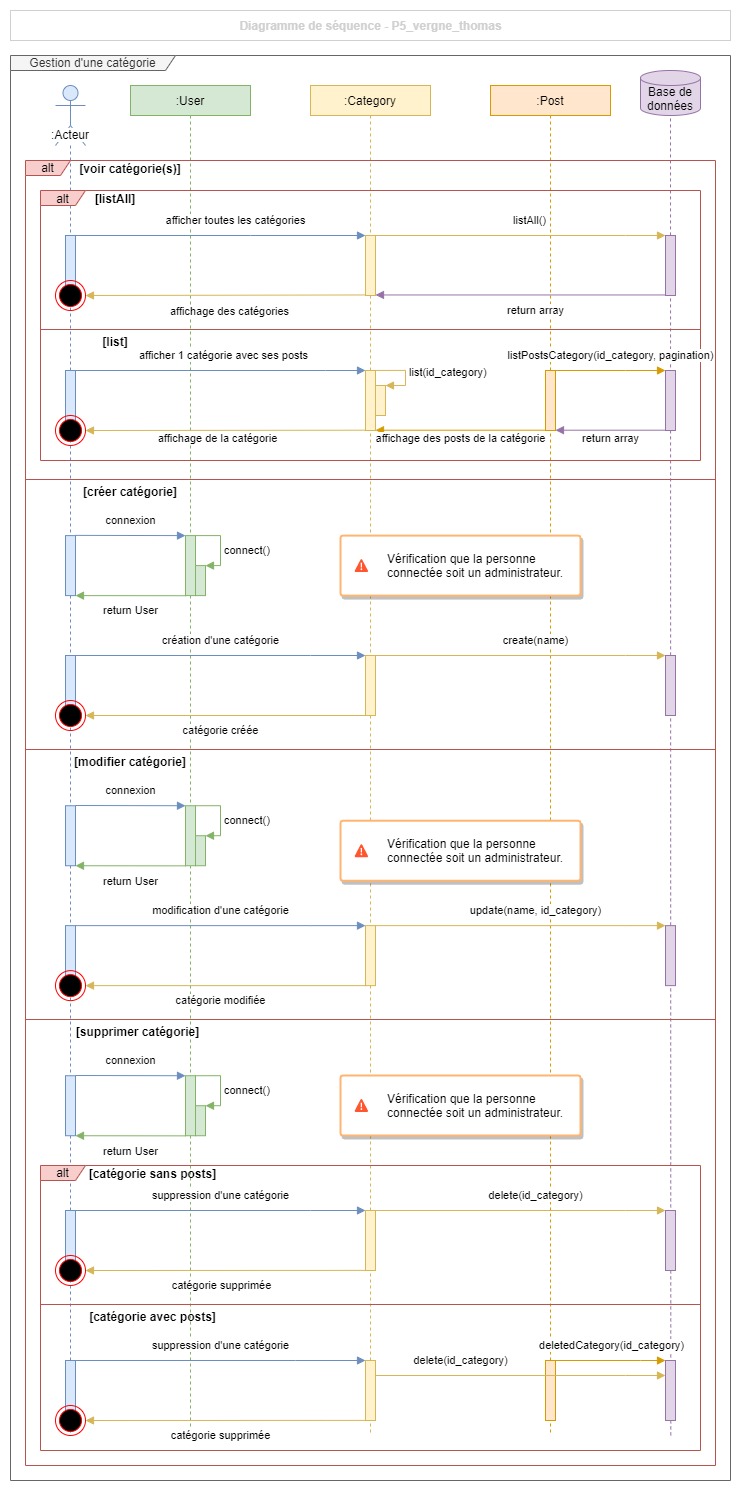 Diagramme de séquence - P5_vergne_thomas
Gestion d'une catégorie
:Acteur
:User
:Category
:Post
Base de
données
alt
[voir catégorie(s)]
alt
[listAll]
afficher toutes les catégories
listAll()
affichage des catégories
return array
[list]
afficher 1 catégorie avec ses posts
listPostsCategory(id_category, pagination)
list(id_category)
affichage de la catégorie
affichage des posts de la catégorie
return array
[créer catégorie]
connexion
connect()
Vérification que la personne
connectée soit un administrateur.
return User
création d'une catégorie
create(name)
catégorie créée
[modifier catégorie]
connexion
connect()
Vérification que la personne
connectée soit un administrateur.
return User
modification d'une catégorie
update(name, id_category)
catégorie modifiée
[supprimer catégorie]
connexion
connect()
Vérification que la personne
connectée soit un administrateur.
return User
alt
[catégorie sans posts]
suppression d'une catégorie
delete(id_category)
catégorie supprimée
[catégorie avec posts]
suppression d'une catégorie
deletedCategory(id_category)
delete(id_category)
catégorie supprimée